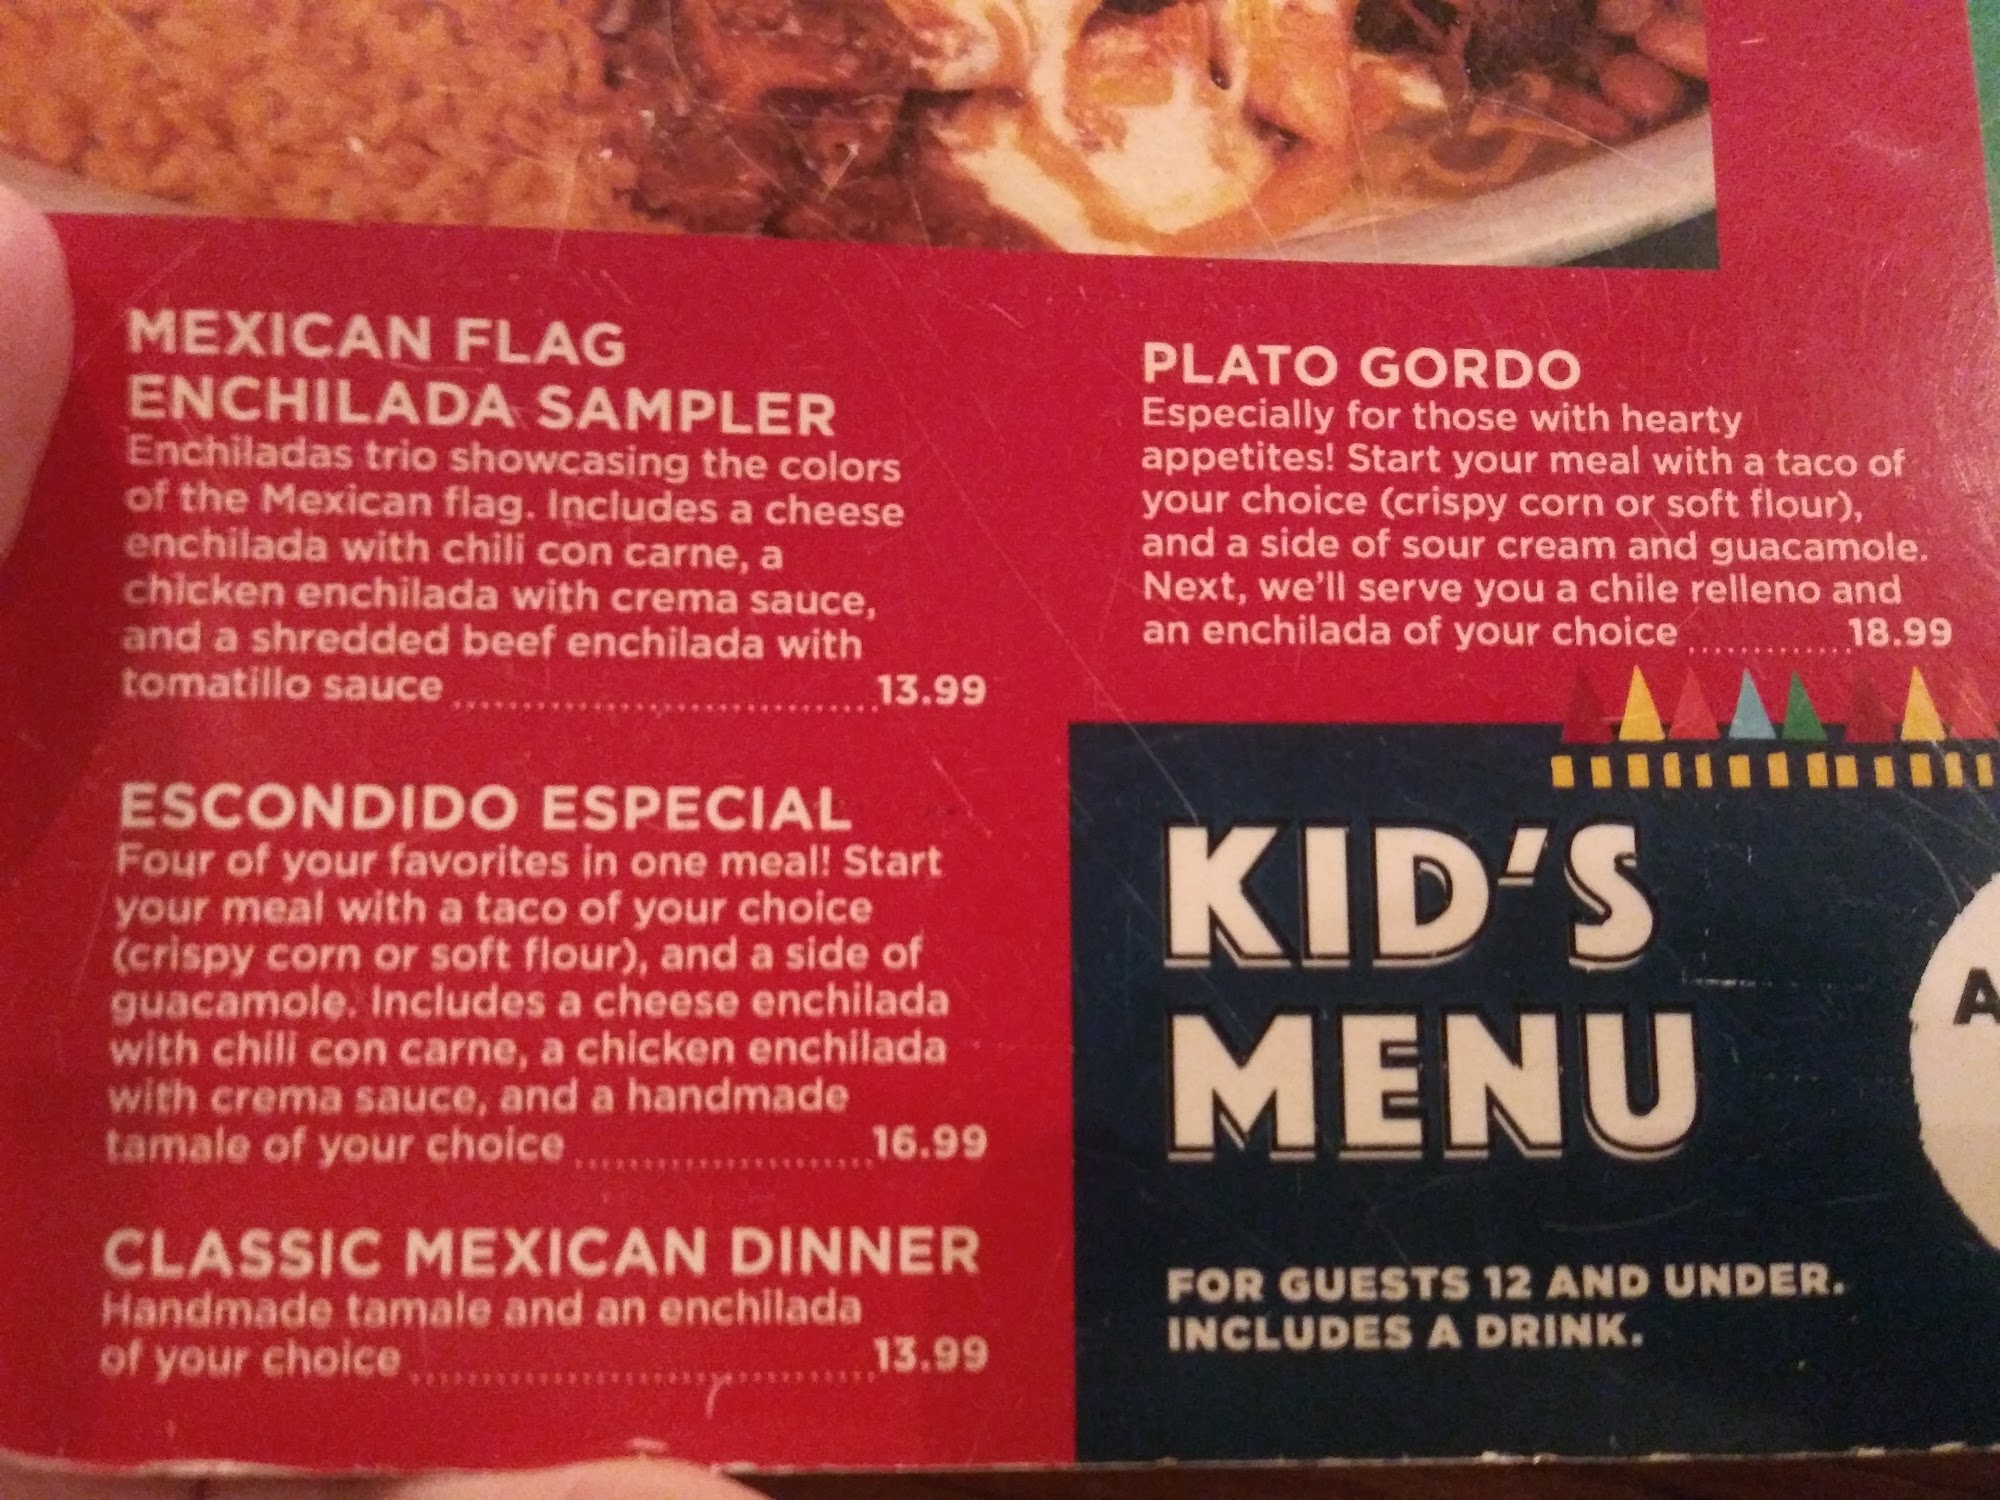 MEXICAN FLAG
ENCHILADA SAMPLER
Enchiladas trio showcasing the colors
of the Mexican flag. Includes a cheese
enchilada with chili con carne, a
chicken enchilada with crema sauce,
and a shredded beef enchilada with
tomatillo sauce ........................ 13.99
ESCONDIDO ESPECIAL
Four of your favorites in one meal! Start
your meal with a taco of your choice
(crispy corn or soft flour), and a side of
guacamole. Includes a cheese enchilada
with chili con carne, a chicken enchilada
with crema sauce, and a handmade
tamale of your choice ........................ 16.99
CLASSIC MEXICAN DINNER
Handmade tamale and an enchilada
of your choice ........................ 13.99
PLATO GORDO
Especially for those with hearty
appetites! Start your meal with a taco of
your choice (crispy corn or soft flour),
and a side of sour cream and guacamole.
Next, we'll serve you a chile relleno and
an enchilada of your choice ............. 18.99
KID'S
MENU
FOR GUESTS 12 AND UNDER.
INCLUDES A DRINK.